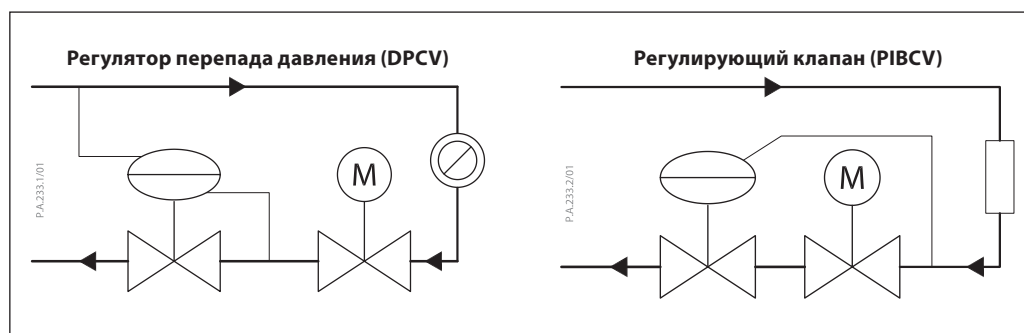 Регулятор перепада давления (DPCV)
P.A.233.1/01
M
Регулирующий клапан (PIBCV)
P.A.233.2/01
M